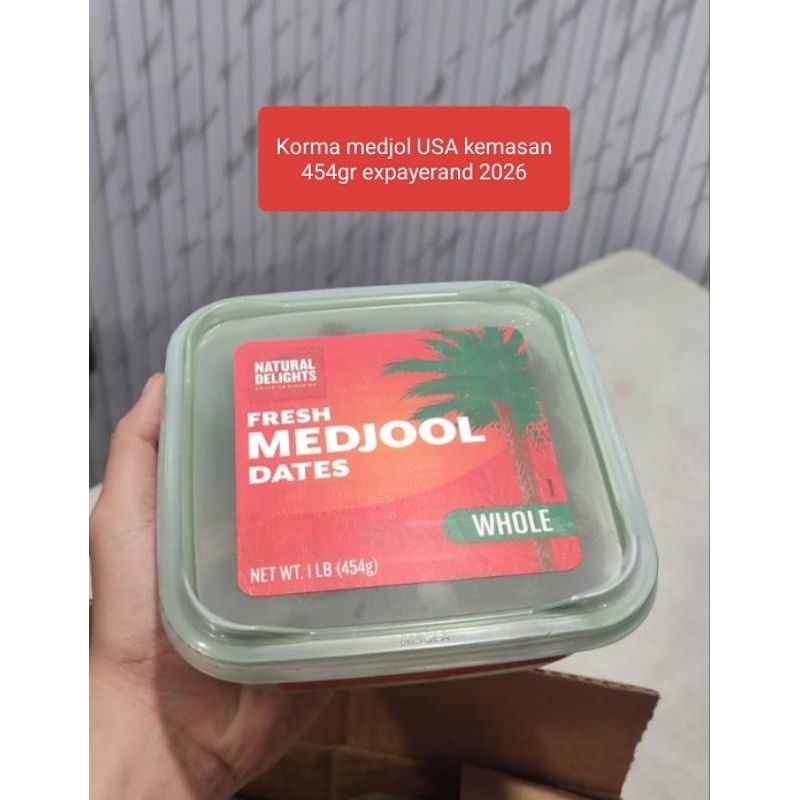 Korma medjol USA kemasan
454gr expayerand 2026
NATURAL
DELIGHTS
FRESH
MEDJOOL
DATES
WHOLE
NET WT. 1 LB (454g)